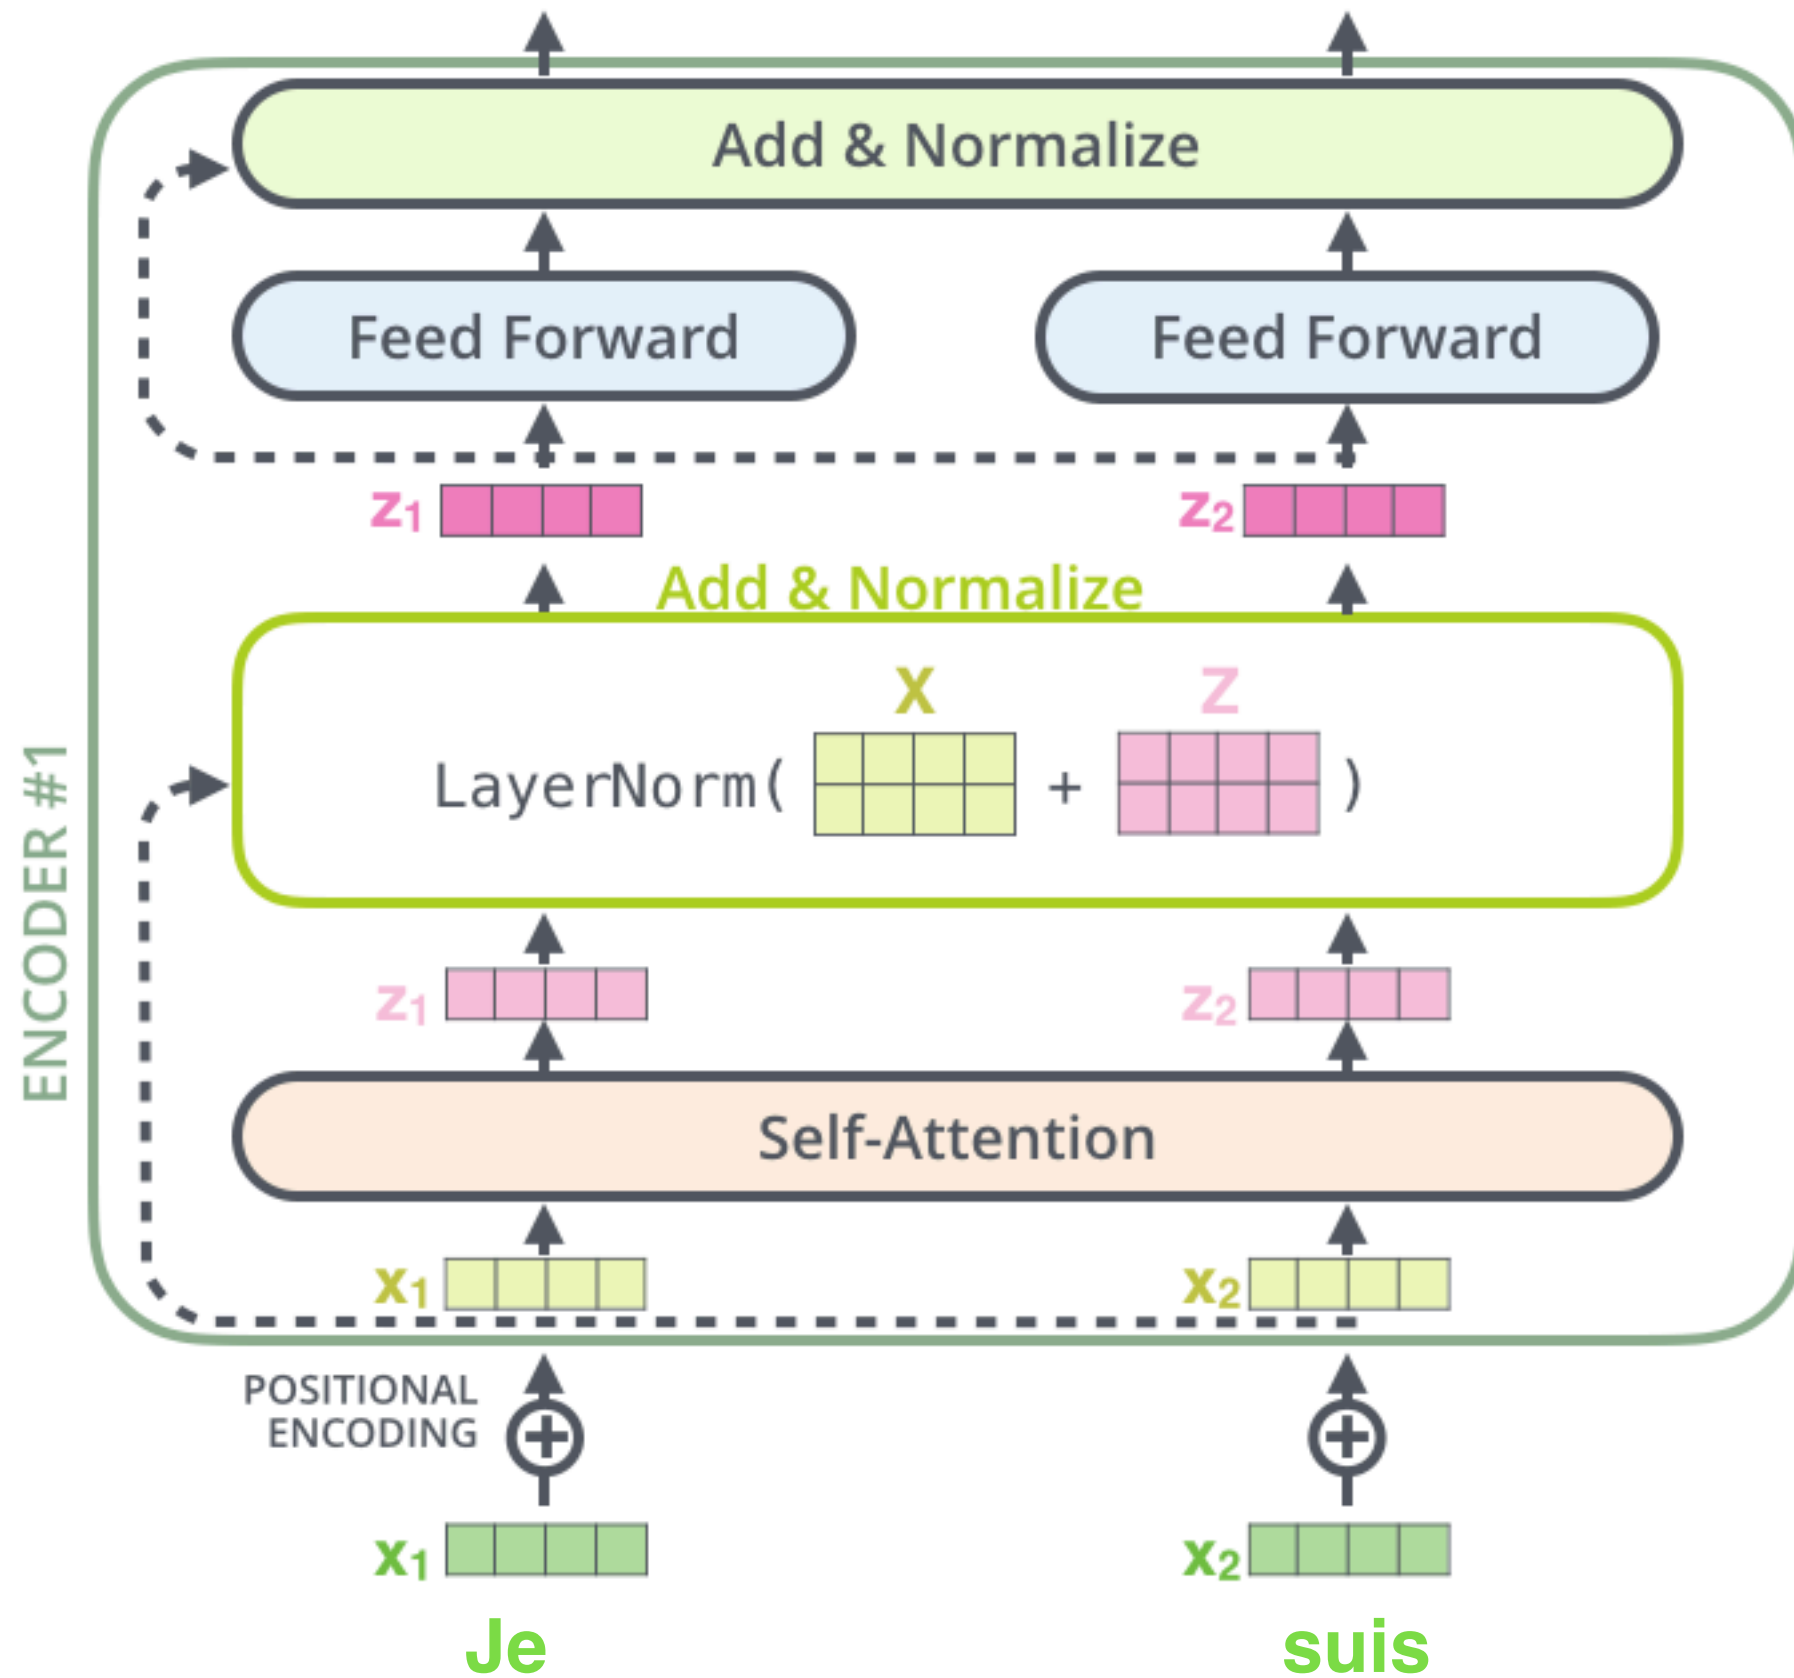 Add & Normalize
Feed Forward
Feed Forward
z1
z2
Add & Normalize
X
Z
LayerNorm( + )
ENCODER #1
z1
z2
Self-Attention
x1
x2
POSITIONAL
ENCODING
x1
x2
Je
suis